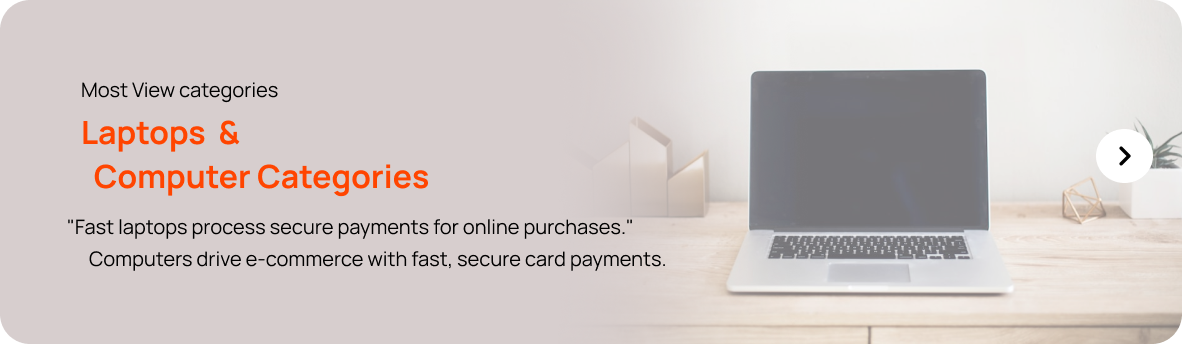 Most View categories
Laptops &
Computer Categories
"Fast laptops process secure payments for online purchases."
Computers drive e-commerce with fast, secure card payments.